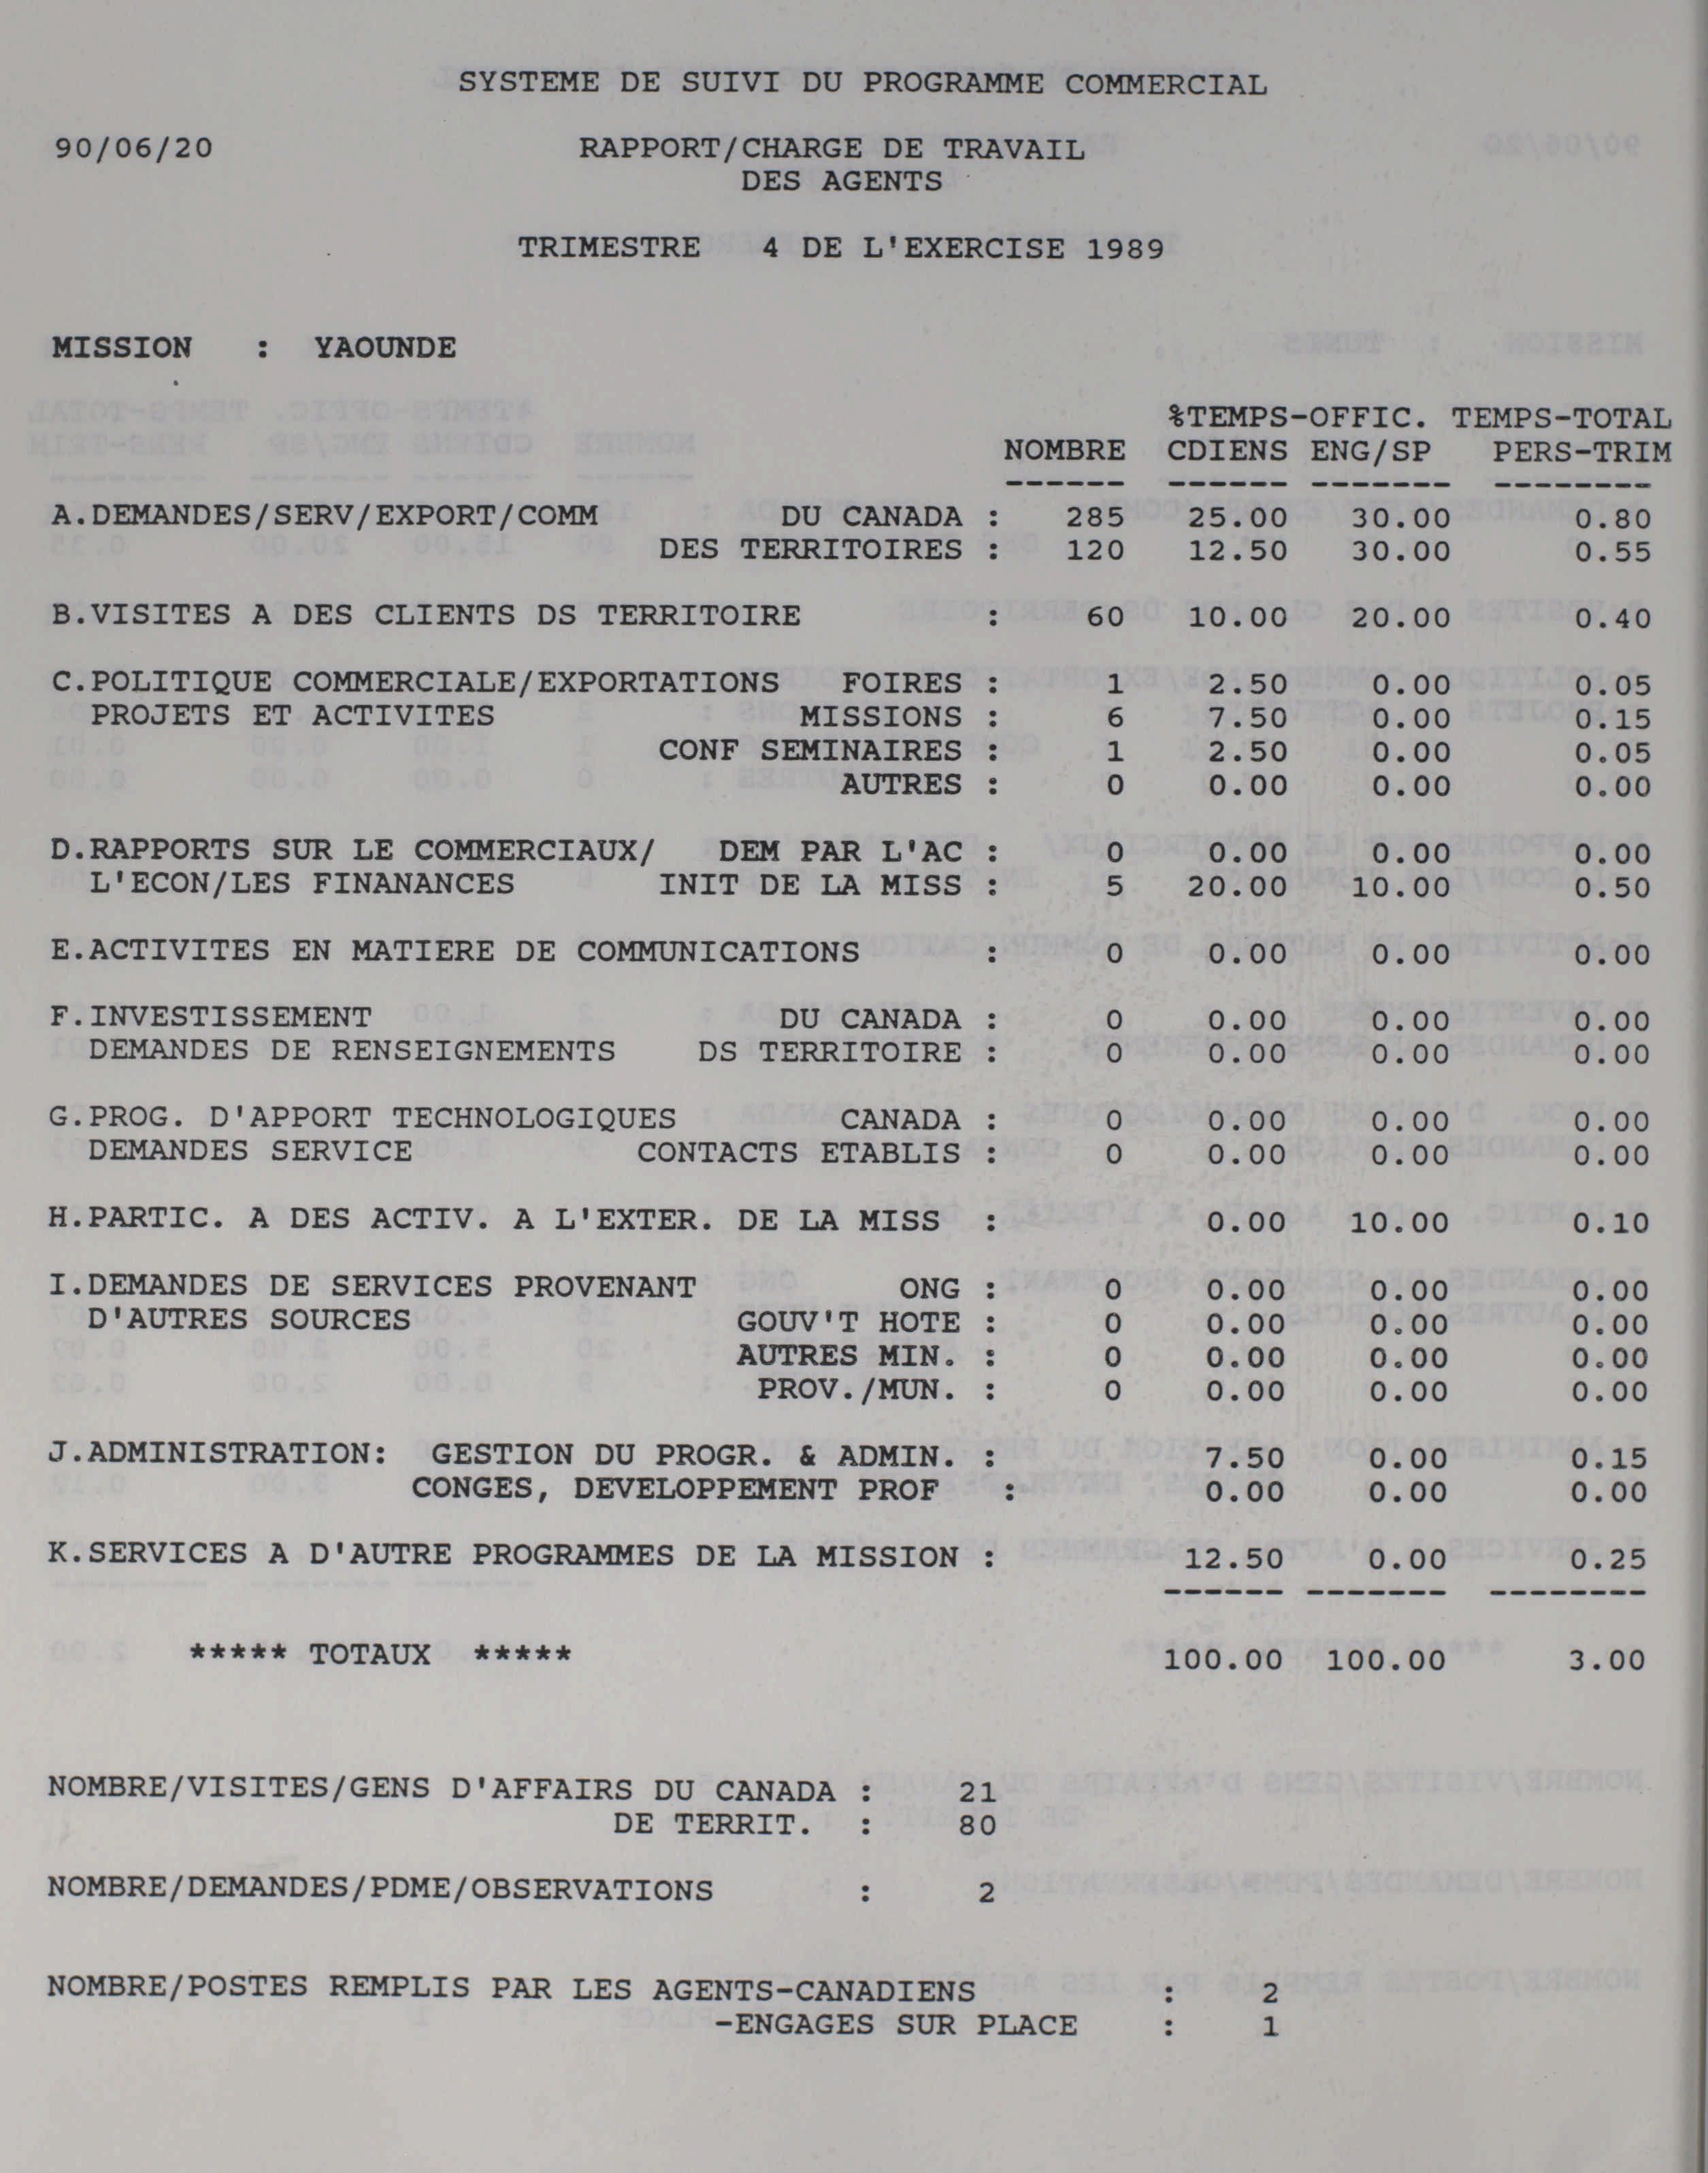 SYSTEME DE SUIVI DU PROGRAMME COMMERCIAL
90/06/20 RAPPORT/CHARGE DE TRAVAIL
DES AGENTS
TRIMESTRE 4 DE L'EXERCISE 1989
MISSION : YAOUNDE
%TEMPS-OFFIC. TEMPS-TOTAL
NOMBRE CDIENS ENG/SP PERS-TRIM
------ ------ ------- --------
A.DEMANDES/SERV/EXPORT/COMM DU CANADA : 285 25.00 30.00 0.80
DES TERRITOIRES : 120 12.50 30.00 0.55
B.VISITES A DES CLIENTS DS TERRITOIRE : 60 10.00 20.00 0.40
C.POLITIQUE COMMERCIALE/EXPORTATIONS FOIRES : 1 2.50 0.00 0.05
PROJETS ET ACTIVITES MISSIONS : 6 7.50 0.00 0.15
CONF SEMINAIRES : 1 2.50 0.00 0.05
AUTRES : 0 0.00 0.00 0.00
D.RAPPORTS SUR LE COMMERCIAUX/ DEM PAR L'AC : 0 0.00 0.00 0.00
L'ECON/LES FINANANCES INIT DE LA MISS : 5 20.00 10.00 0.50
E.ACTIVITES EN MATIERE DE COMMUNICATIONS : 0 0.00 0.00 0.00
F.INVESTISSEMENT DU CANADA : 0 0.00 0.00 0.00
DEMANDES DE RENSEIGNEMENTS DS TERRITOIRE : 0 0.00 0.00 0.00
G.PROG. D'APPORT TECHNOLOGIQUES CANADA : 0 0.00 0.00 0.00
DEMANDES SERVICE CONTACTS ETABLIS : 0 0.00 0.00 0.00
H.PARTIC. A DES ACTIV. A L'EXTER. DE LA MISS : 0.00 10.00 0.10
I.DEMANDES DE SERVICES PROVENANT ONG : 0 0.00 0.00 0.00
D'AUTRES SOURCES GOUV'T HOTE : 0 0.00 0.00 0.00
AUTRES MIN. : 0 0.00 0.00 0.00
PROV./MUN. : 0 0.00 0.00 0.00
J.ADMINISTRATION: GESTION DU PROGR. & ADMIN. : 7.50 0.00 0.15
CONGES, DEVELOPPEMENT PROF : 0.00 0.00 0.00
K.SERVICES A D'AUTRE PROGRAMMES DE LA MISSION : 12.50 0.00 0.25
------ ------- --------
***** TOTAUX ***** 100.00 100.00 3.00
NOMBRE/VISITES/GENS D'AFFAIRS DU CANADA : 21
DE TERRIT. : 80
NOMBRE/DEMANDES/PDME/OBSERVATIONS : 2
NOMBRE/POSTES REMPLIS PAR LES AGENTS-CANADIENS : 2
-ENGAGES SUR PLACE : 1